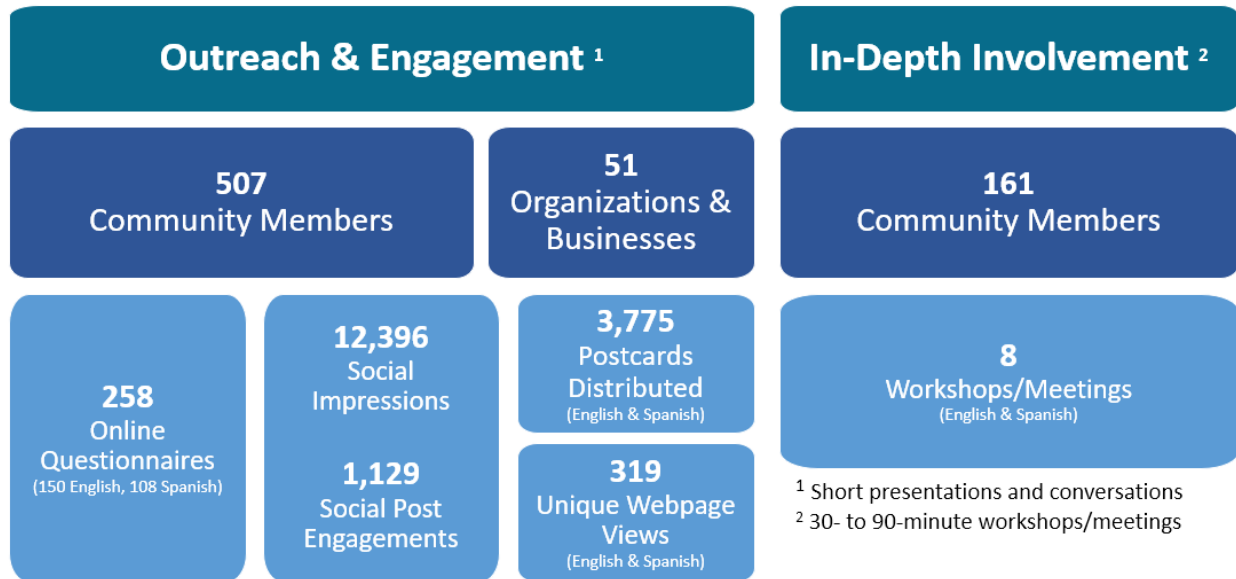 Outreach & Engagement ¹
In-Depth Involvement ²
507
Community Members
51
Organizations &
Businesses
161
Community Members
258
Online
Questionnaires
(150 English, 108 Spanish)
12,396
Social
Impressions
1,129
Social Post
Engagements
3,775
Postcards
Distributed
(English & Spanish)
319
Unique Webpage
Views
(English & Spanish)
8
Workshops/Meetings
(English & Spanish)
¹ Short presentations and conversations
² 30- to 90-minute workshops/meetings